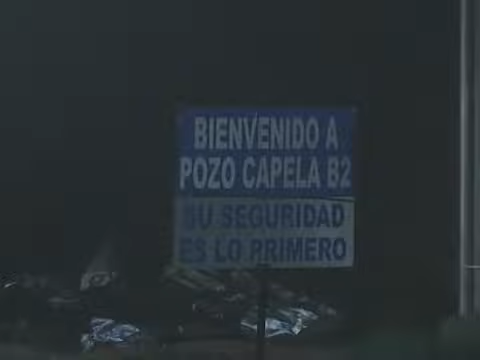 BIENVENIDO A
POZO CAPELA B2
SU SEGURIDAD
ES LO PRIMERO